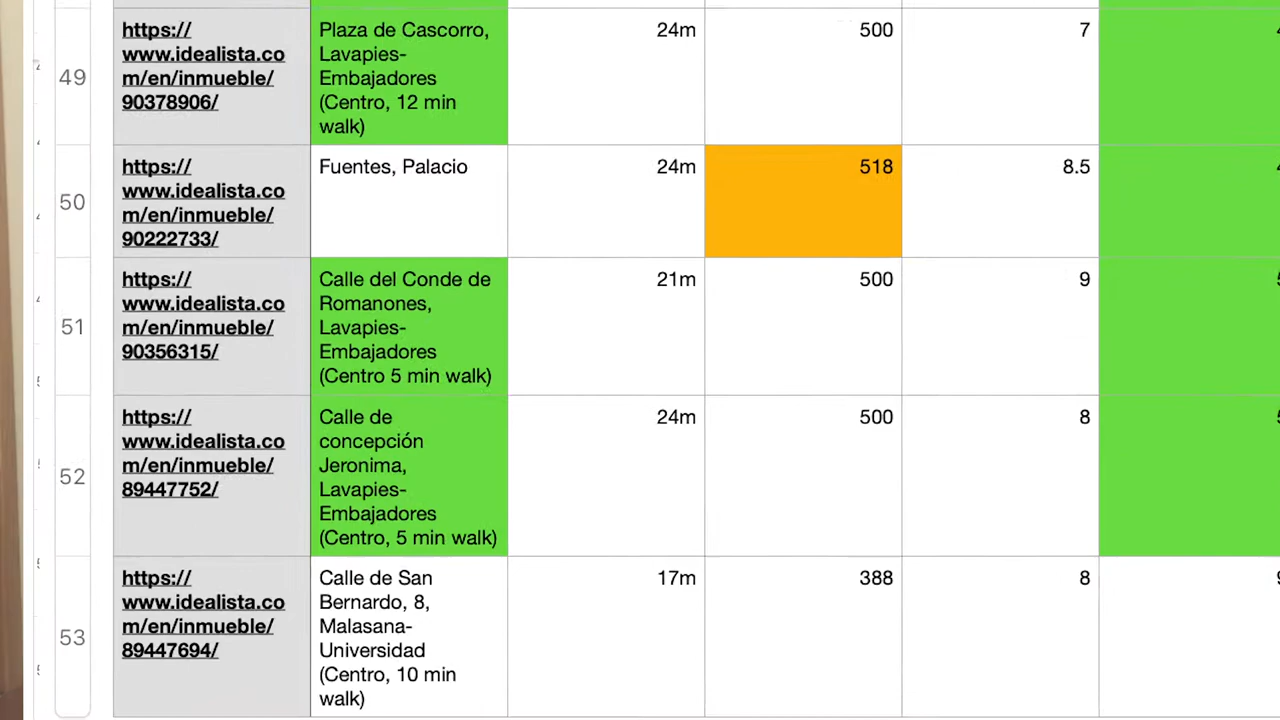 49
https://
www.idealista.co
m/en/inmueble/
90378906/
Plaza de Cascorro,
Lavapies-
Embajadores
(Centro, 12 min
walk)
24m
500
7
50
https://
www.idealista.co
m/en/inmueble/
90222733/
Fuentes, Palacio
24m
518
8.5
51
https://
www.idealista.co
m/en/inmueble/
90356315/
Calle del Conde de
Romanones,
Lavapies-
Embajadores
(Centro 5 min walk)
21m
500
9
52
https://
www.idealista.co
m/en/inmueble/
89447752/
Calle de
concepción
Jeronima,
Lavapies-
Embajadores
(Centro, 5 min walk)
24m
500
8
53
https://
www.idealista.co
m/en/inmueble/
89447694/
Calle de San
Bernardo, 8,
Malasana-
Universidad
(Centro, 10 min
walk)
17m
388
8